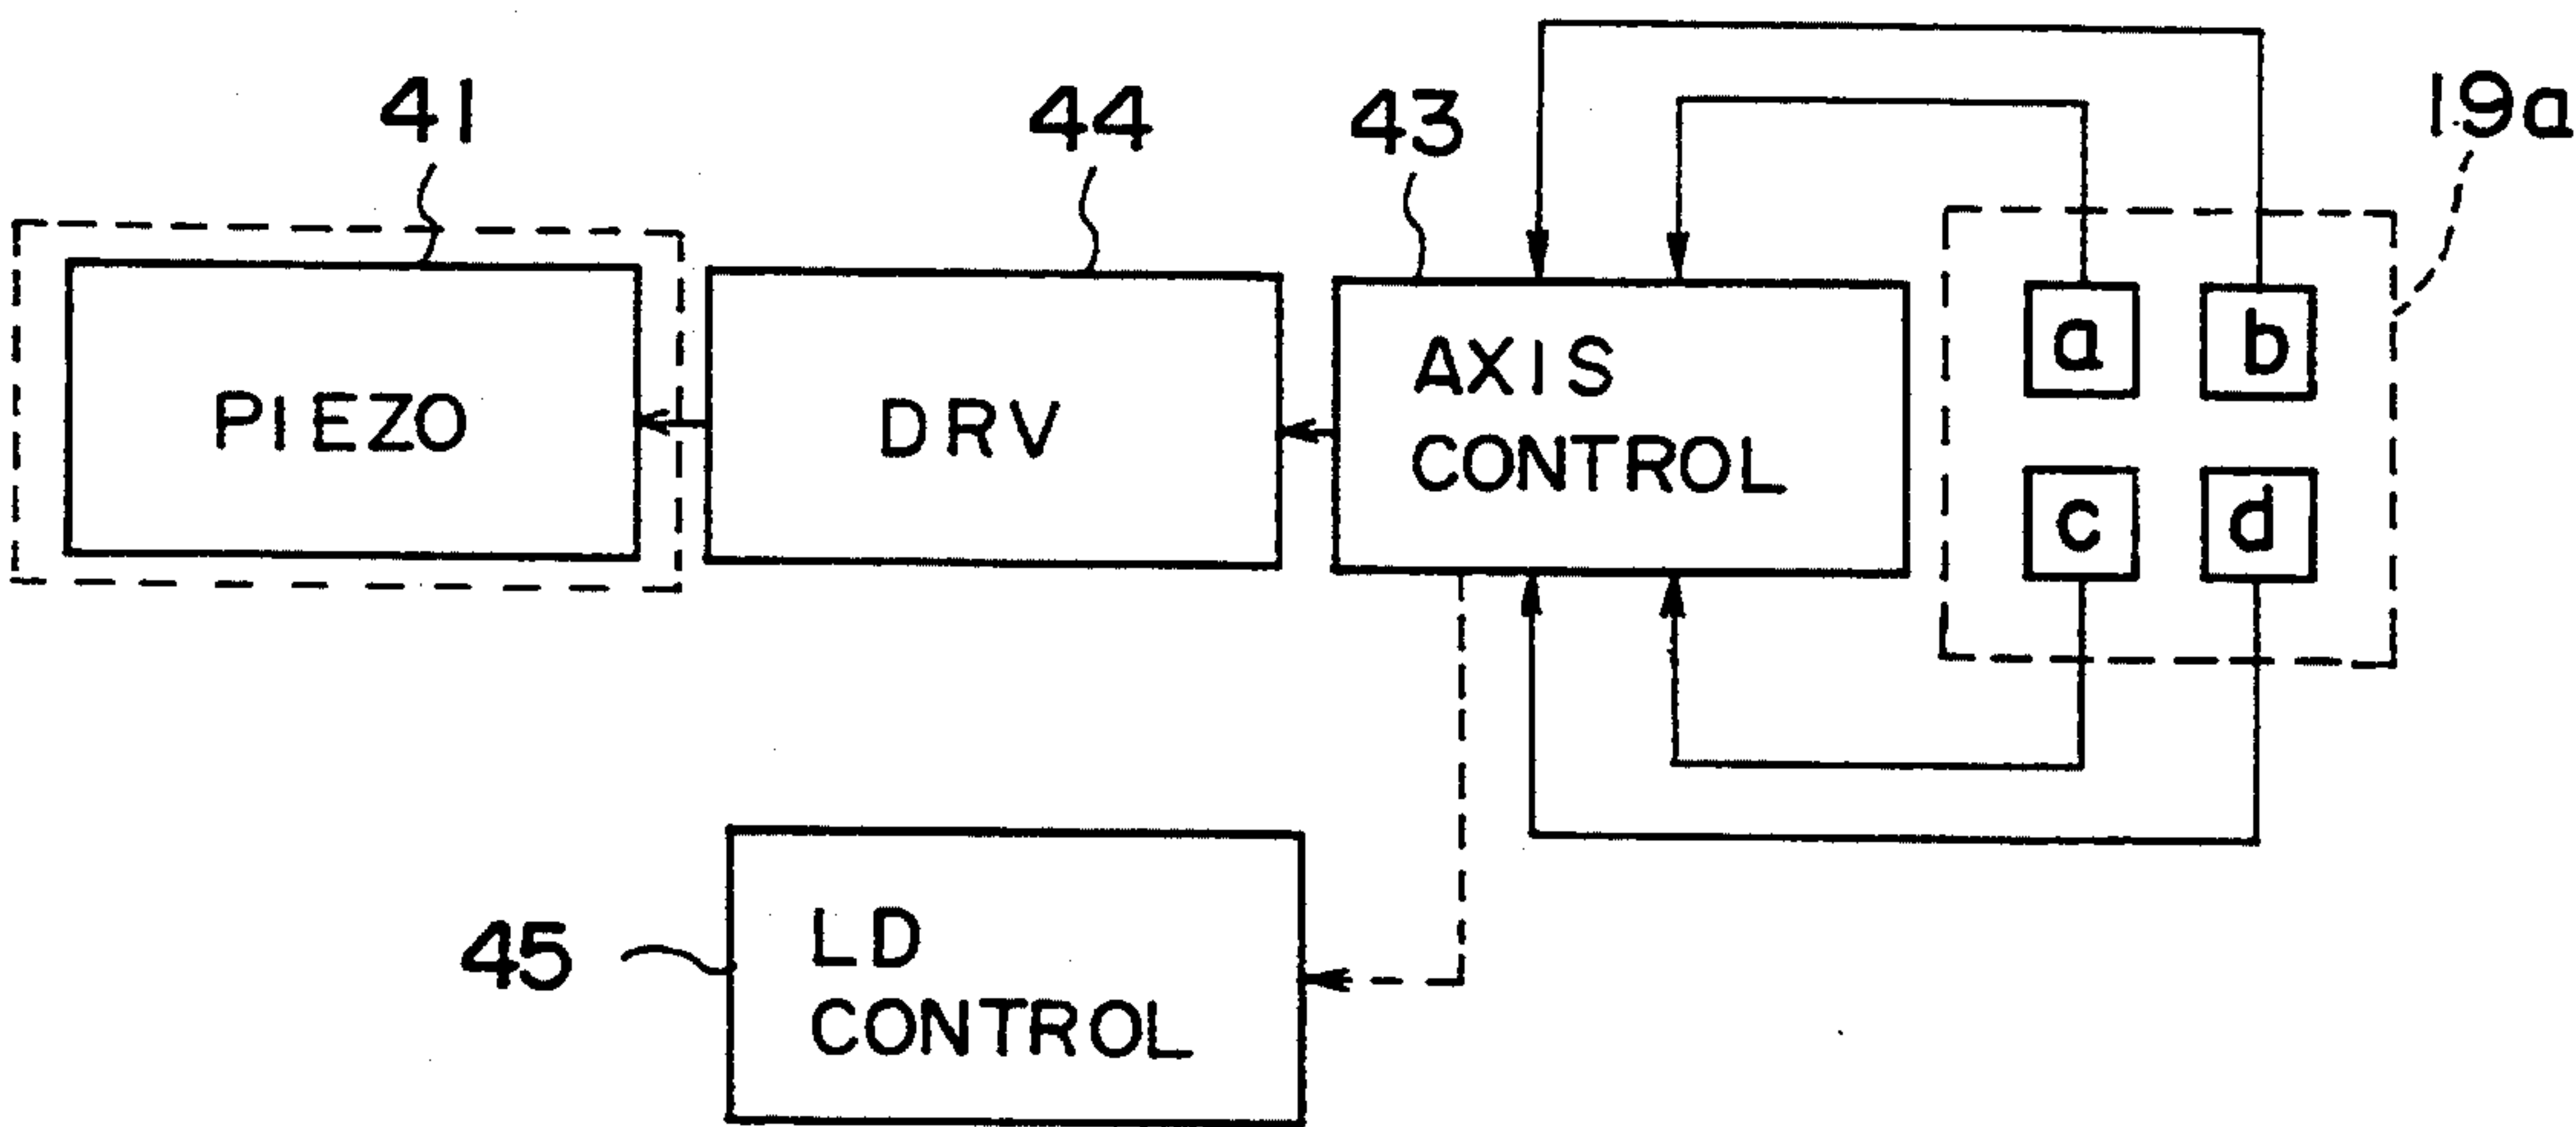 41
44
43
19a
PIEZO
DRV
AXIS
CONTROL
a
b
c
d
45
LD
CONTROL